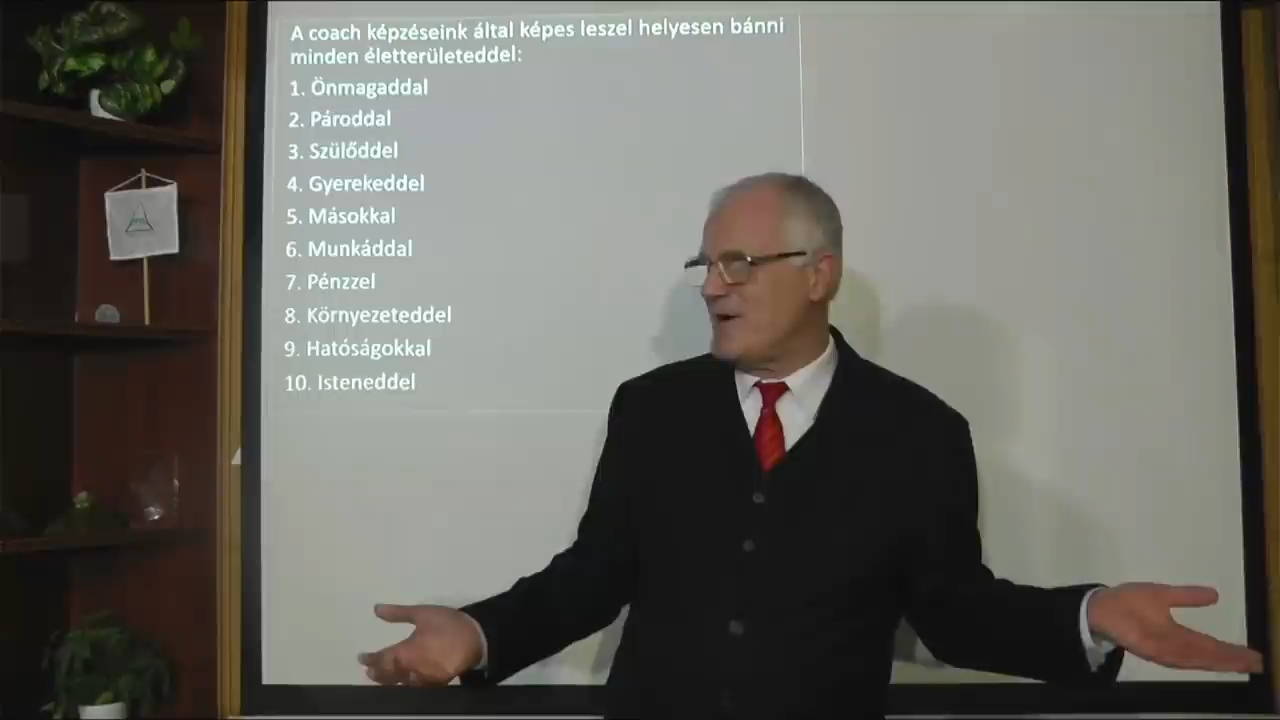 A coach képzéseink által képes leszel helyesen bánni
minden életterületeddel:
1. Önmagaddal
2. Pároddal
3. Szülőddel
4. Gyerekeddel
5. Másokkal
6. Munkáddal
7. Pénzzel
8. Környezeteddel
9. Hatóságokkal
10. Isteneddel